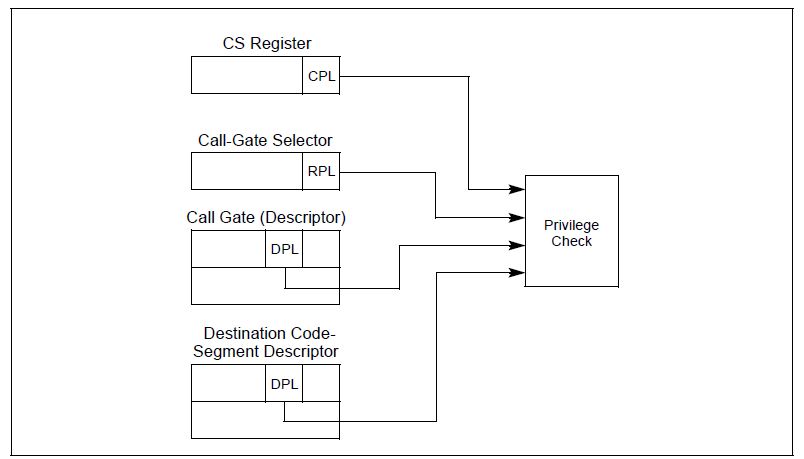 CS Register
CPL
Call-Gate Selector
RPL
Call Gate (Descriptor)
DPL
Privilege
Check
Destination Code-
Segment Descriptor
DPL